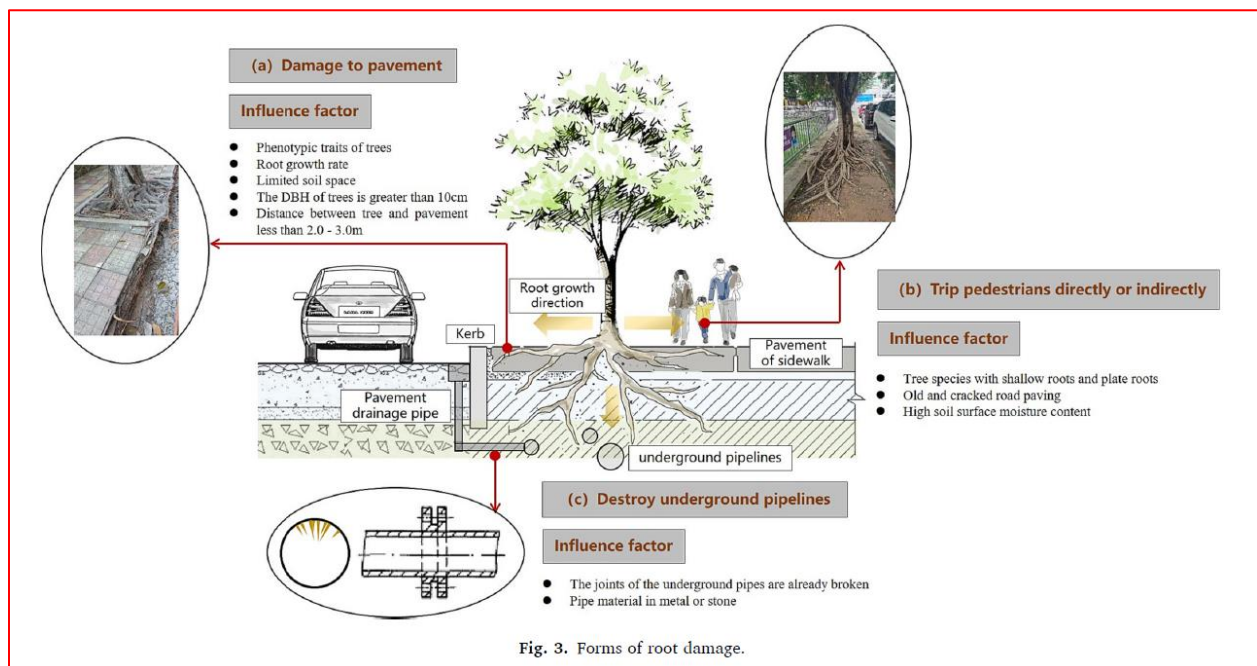 (a) Damage to pavement
Influence factor
● Phenotypic traits of trees
● Root growth rate
● Limited soil space
● The DBH of trees is greater than 10cm
● Distance between tree and pavement
less than 2.0 - 3.0m
Root growth
direction
Kerb
Pavement
of sidewalk
Pavement
drainage pipe
underground pipelines
(b) Trip pedestrians directly or indirectly
Influence factor
● Tree species with shallow roots and plate roots
● Old and cracked road paving
● High soil surface moisture content
(c) Destroy underground pipelines
Influence factor
● The joints of the underground pipes are already broken
● Pipe material in metal or stone
Fig. 3. Forms of root damage.